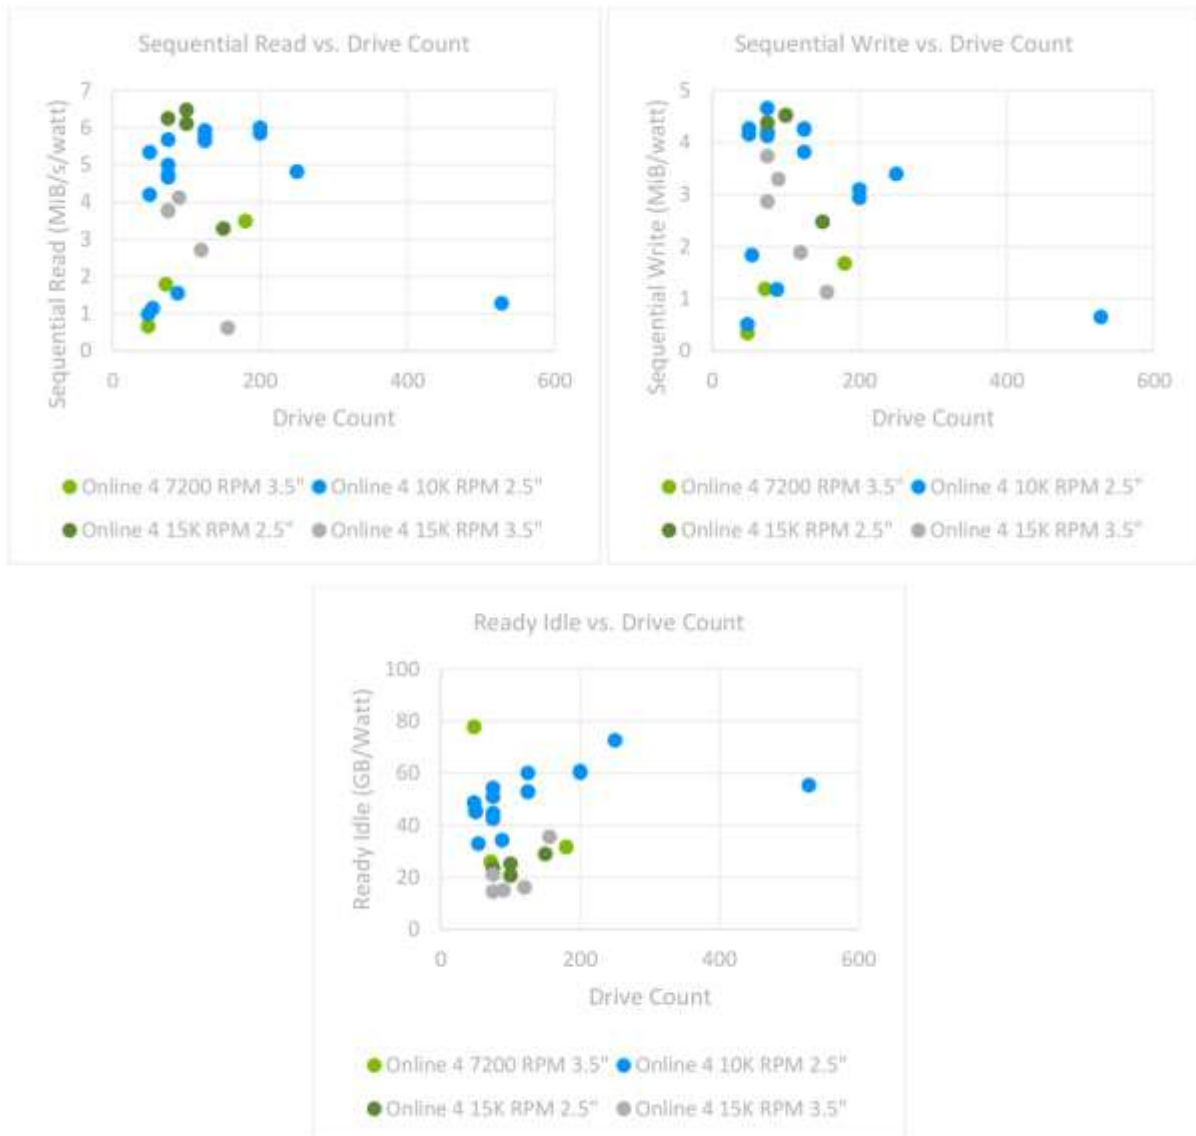 Sequential Read vs. Drive Count
Sequential Read (MiB/s/watt)
7
6
5
4
3
2
1
0
0 200 400 600
Drive Count
Online 4 7200 RPM 3.5" Online 4 10K RPM 2.5"
Online 4 15K RPM 2.5" Online 4 15K RPM 3.5"
Sequential Write vs. Drive Count
Sequential Write (MiB/watt)
5
4
3
2
1
0
0 200 400 600
Drive Count
Online 4 7200 RPM 3.5" Online 4 10K RPM 2.5"
Online 4 15K RPM 2.5" Online 4 15K RPM 3.5"
Ready Idle vs. Drive Count
Ready Idle (GB/Watt)
100
80
60
40
20
0
0 200 400 600
Drive Count
Online 4 7200 RPM 3.5" Online 4 10K RPM 2.5"
Online 4 15K RPM 2.5" Online 4 15K RPM 3.5"